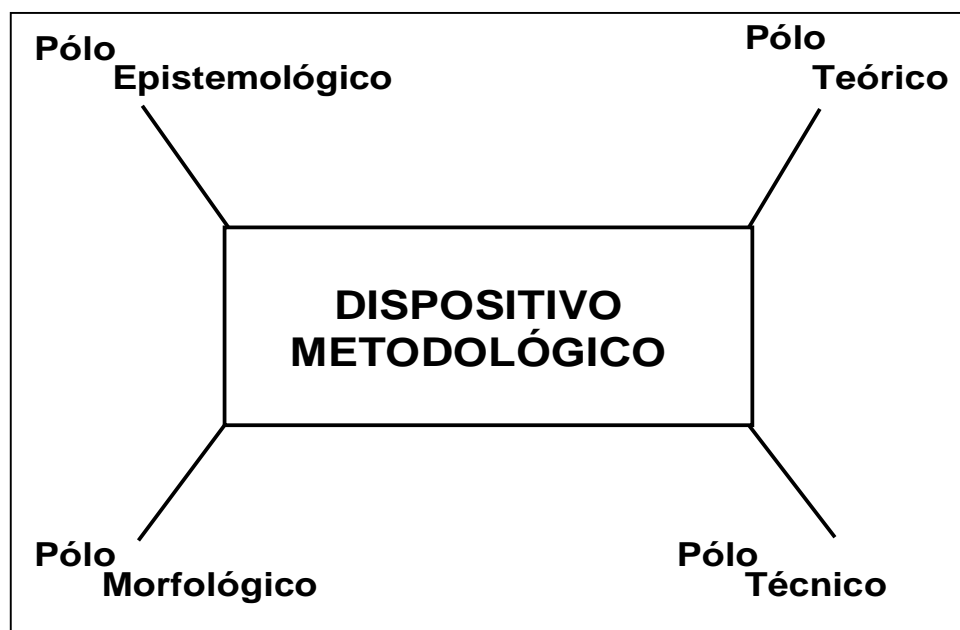 Pólo
Epistemológico
Pólo
Teórico
DISPOSITIVO
METODOLÓGICO
Pólo
Morfológico
Pólo
Técnico